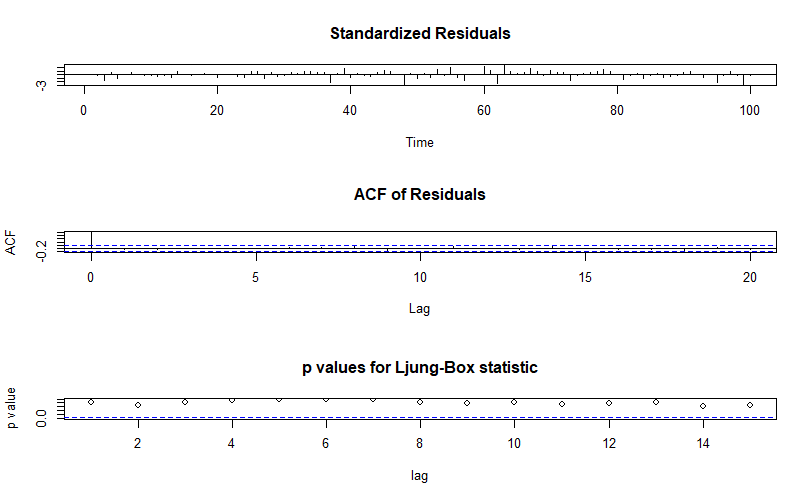 Standardized Residuals
-3
0 20 40 60 80 100
Time
ACF of Residuals
ACF
-0.2
0 5 10 15 20
Lag
p values for Ljung-Box statistic
p value
0.0
2 4 6 8 10 12 14
lag